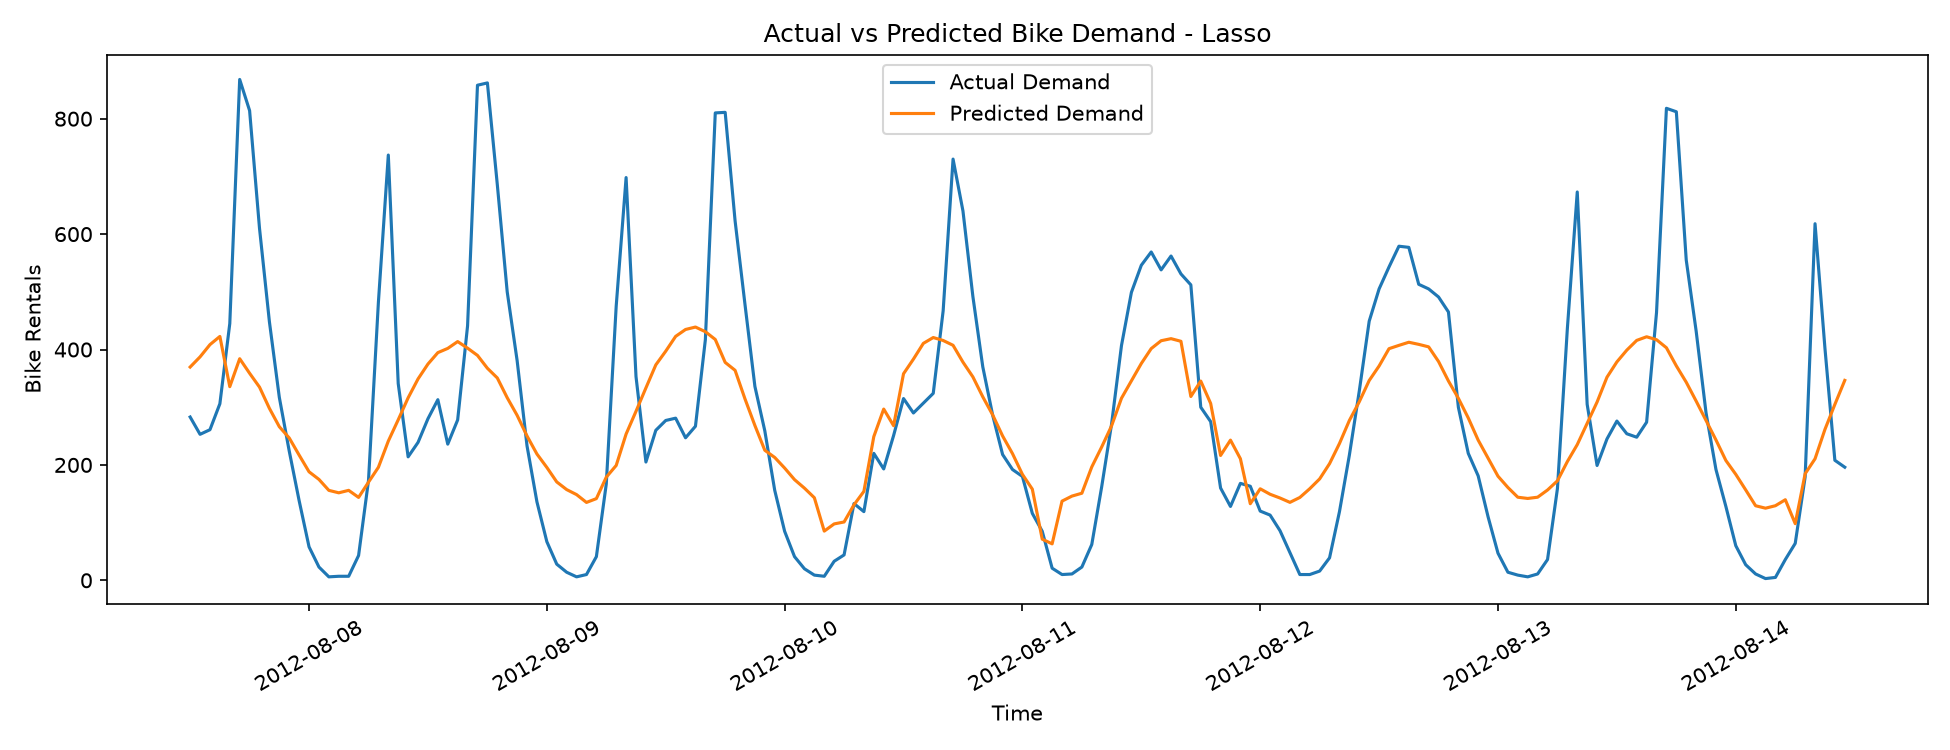 Actual vs Predicted Bike Demand - Lasso
Actual Demand
Predicted Demand
Bike Rentals
800
600
400
200
0
2012-08-08
2012-08-09
2012-08-10
2012-08-11
2012-08-12
2012-08-13
2012-08-14
Time